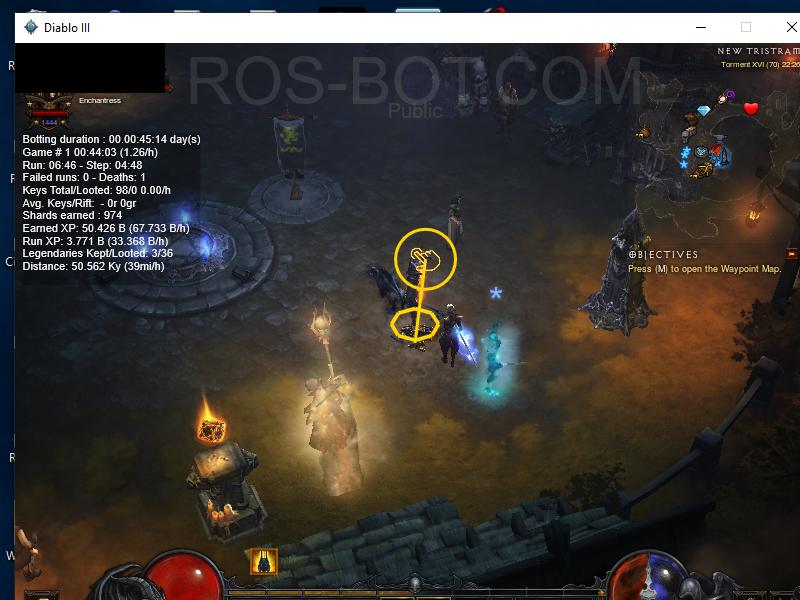 Diablo III
NEW TRISTRAM
Torment XVI (70) 22:26
ROS-BOT.COM
Public
Enchantress
1444
Botting duration : 00.00:45:14 day(s)
Game # 1 00:44:03 (1.26/h)
Run: 06:46 - Step: 04:48
Failed runs: 0 - Deaths: 1
Keys Total/Looted: 98/0 0.00/h
Avg. Keys/Rift: - 0r 0gr
Shards earned : 974
Earned XP: 50.426 B (67.733 B/h)
Run XP: 3.771 B (33.368 B/h)
Legendaries Kept/Looted: 3/36
Distance: 50.562 Ky (39mi/h)
OBJECTIVES
Press (M) to open the Waypoint Map.